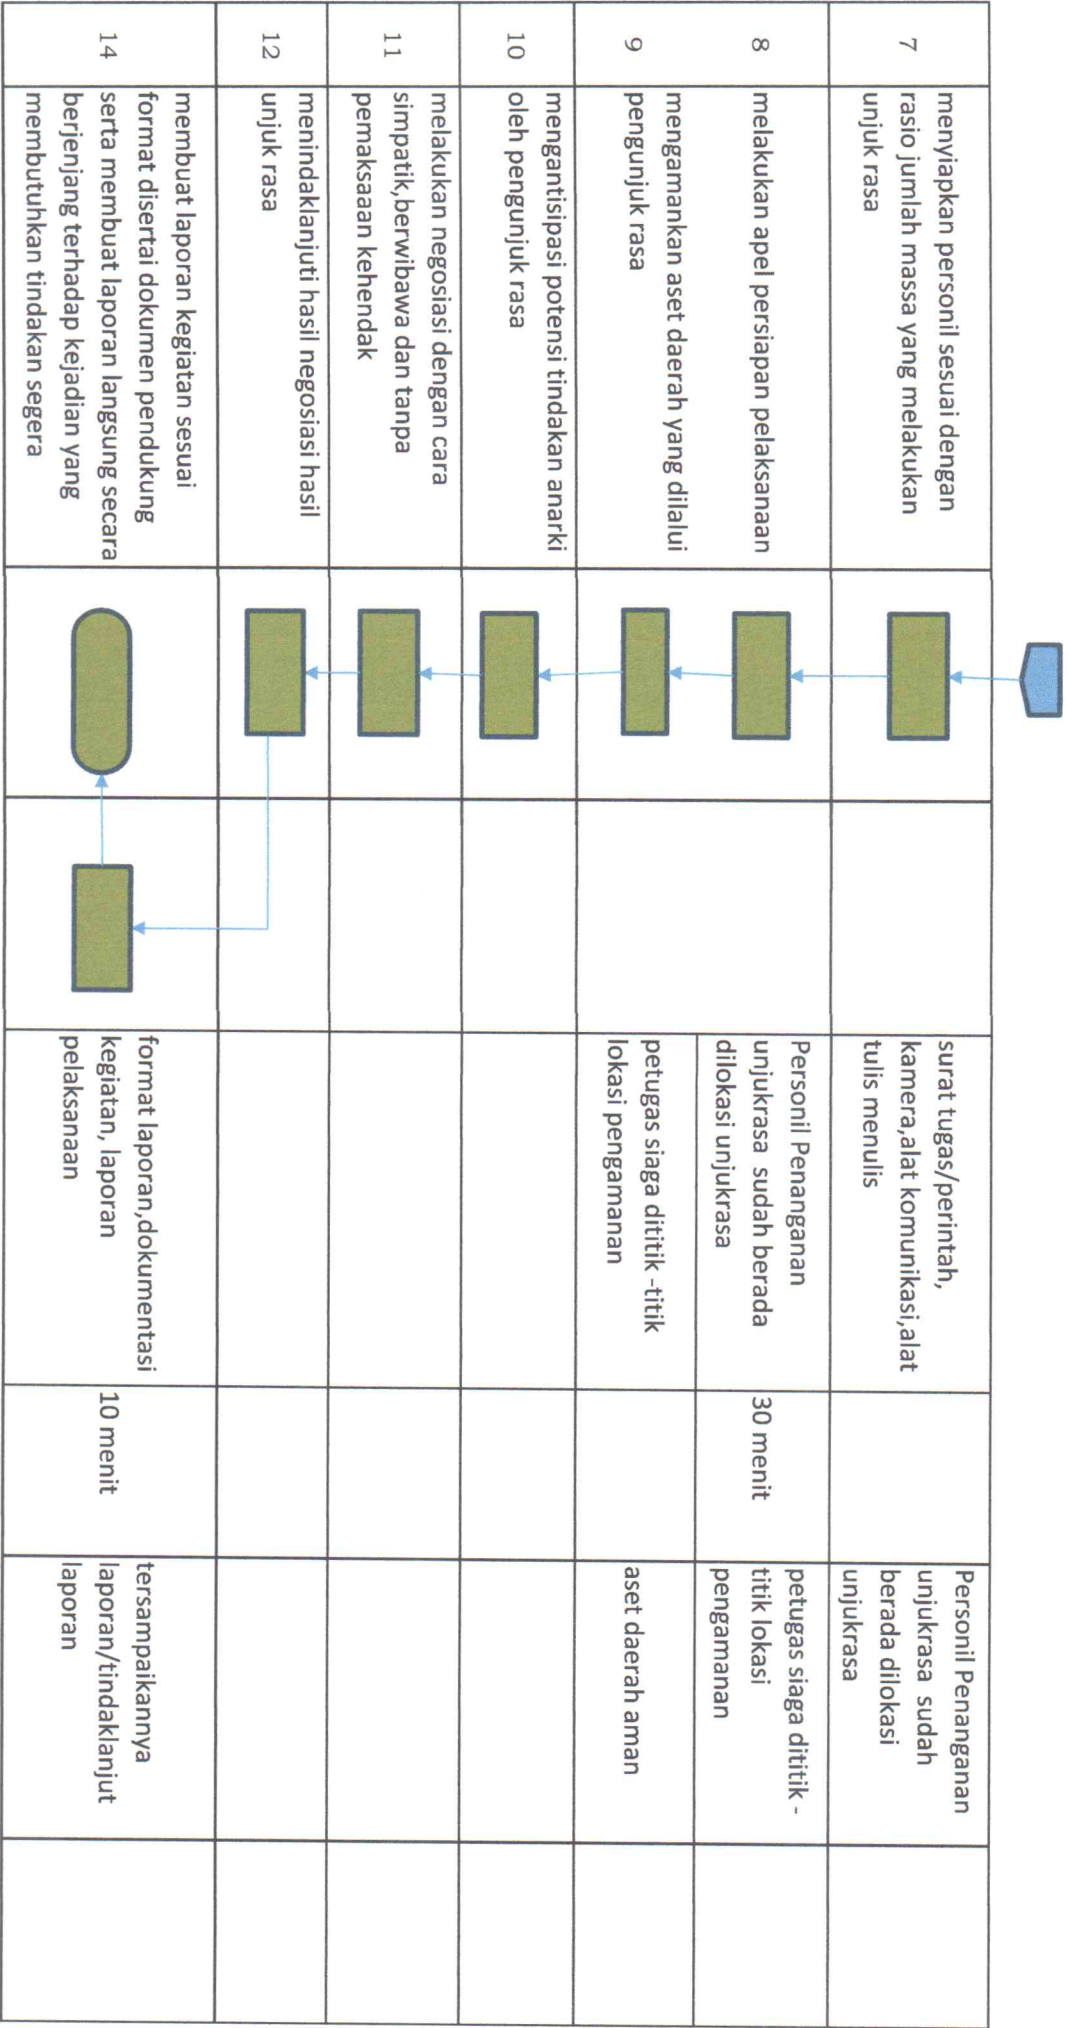 7
menyiapkan personil sesuai dengan
rasio jumlah massa yang melakukan
unjuk rasa
surat tugas/perintah,
kamera,alat komunikasi,alat
tulis menulis
Personil Penanganan
unjukrasa sudah
berada dilokasi
unjukrasa
8
melakukan apel persiapan pelaksanaan
Personil Penanganan
unjukrasa sudah berada
dilokasi unjukrasa
30 menit
petugas siaga dititik -
titik lokasi
pengamanan
9
mengamankan aset daerah yang dilalui
pengunjuk rasa
petugas siaga dititik -titik
lokasi pengamanan
aset daerah aman
10
mengantisipasi potensi tindakan anarki
oleh pengunjuk rasa
11
melakukan negosiasi dengan cara
simpatik,berwibawa dan tanpa
pemaksaaan kehendak
12
menindaklanjuti hasil negosiasi hasil
unjuk rasa
14
membuat laporan kegiatan sesuai
format disertai dokumen pendukung
serta membuat laporan langsung secara
berjenjang terhadap kejadian yang
membutuhkan tindakan segera
format laporan,dokumentasi
kegiatan, laporan
pelaksanaan
10 menit
tersampaikannya
laporan/tindaklanjut
laporan